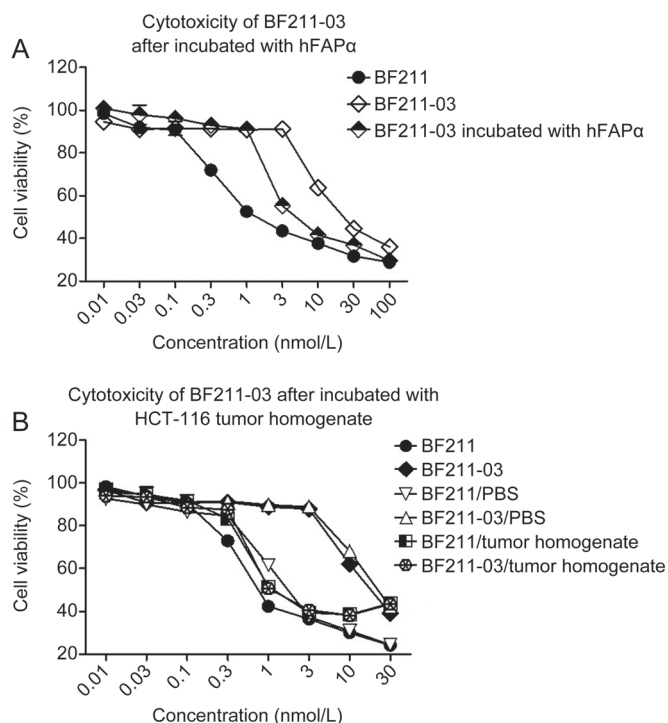 Cytotoxicity of BF211-03
after incubated with hFAPα
A
120
100
80
60
40
20
Cell viability (%)
0.01 0.03 0.1 0.3 1 3 10 30 100
Concentration (nmol/L)
BF211
BF211-03
BF211-03 incubated with hFAPα
Cytotoxicity of BF211-03 after incubated with
HCT-116 tumor homogenate
B
120
100
80
60
40
20
Cell viability (%)
0.01 0.03 0.1 0.3 1 3 10 30
Concentration (nmol/L)
BF211
BF211-03
BF211/PBS
BF211-03/PBS
BF211/tumor homogenate
BF211-03/tumor homogenate